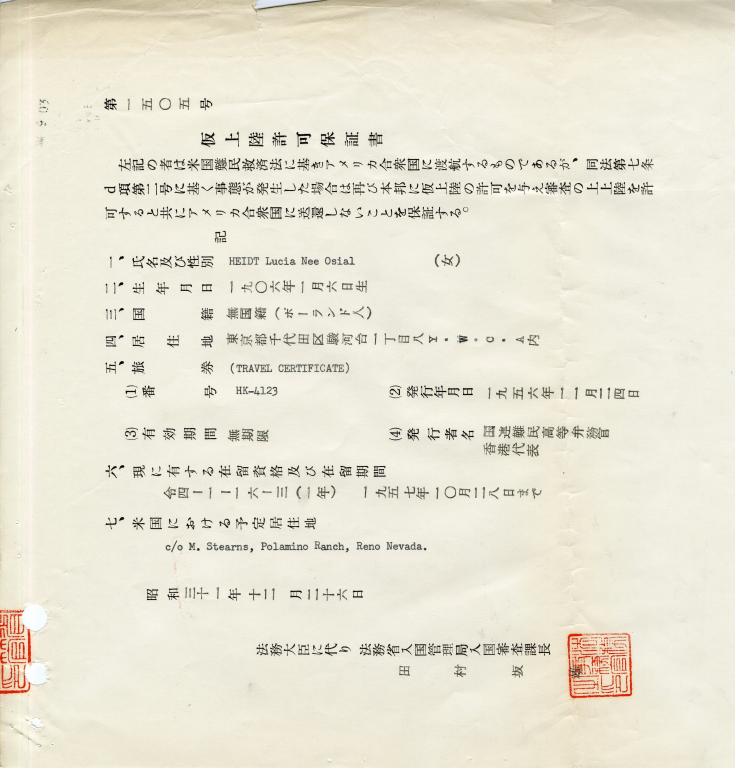 第一五〇五号
仮上陸許可保証書
左記の者は米国難民救済法に基きアメリカ合衆国に渡航するものであるが、同法第七条
d項第二号に基く事態が発生した場合は再び本邦に仮上陸の許可を与え審査の上上陸を許
可すると共にアメリカ合衆国に送還しないことを保証する。
記
一、氏名及び性別 HEIDT Lucia Nee Osial (女)
二、生年月日 一九〇六年一月六日生
三、国籍 無国籍(ポーランド人)
四、居住地 東京都千代田区駿河台一丁目八Y.W.C.A内
五、旅券 (TRAVEL CERTIFICATE)
(1) 番号 HK-4123 (2) 発行年月日 一九五六年一一月二四日
(3) 有効期間 無期限 (4) 発行者名 国連難民高等弁務官
香港代表
六、現に有する在留資格及び在留期間
令四ー一ー一六ー三(一年) 一九五七年一〇月二八日まで
七、米国における予定居住地
c/o M. Stearns, Polamino Ranch, Reno Nevada.
昭和三十一年十二月二十六日
法務大臣に代り 法務省入国管理局入国審査課長
田村坂